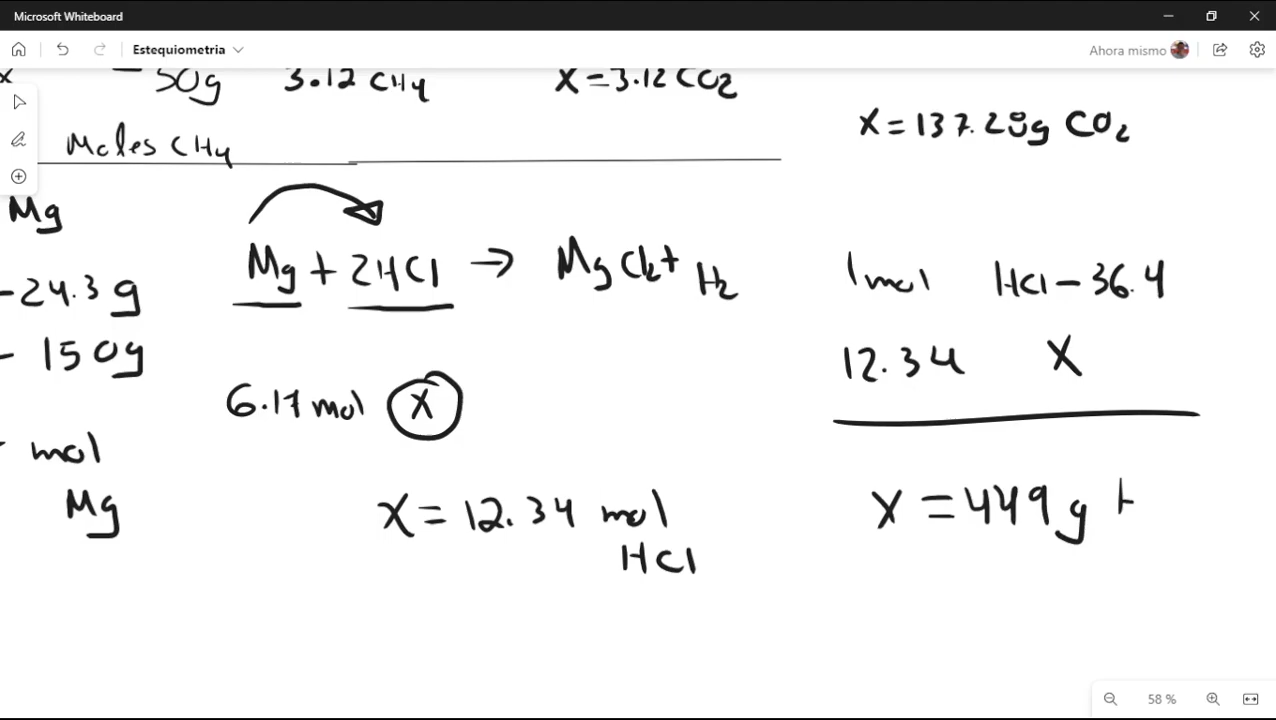 Microsoft Whiteboard
Estequiometria
Ahora mismo
50g 3.12 CH4 X=3.12 CO2
X=137.28g CO2
Moles CH4
Mg
-24.3 g
- 150g
mol
Mg
Mg + 2HCl → MgCl2+ H2
6.17 mol X
X = 12.34 mol
HCl
1mol HCl - 36.4
12.34 X
X = 449 g
58 %